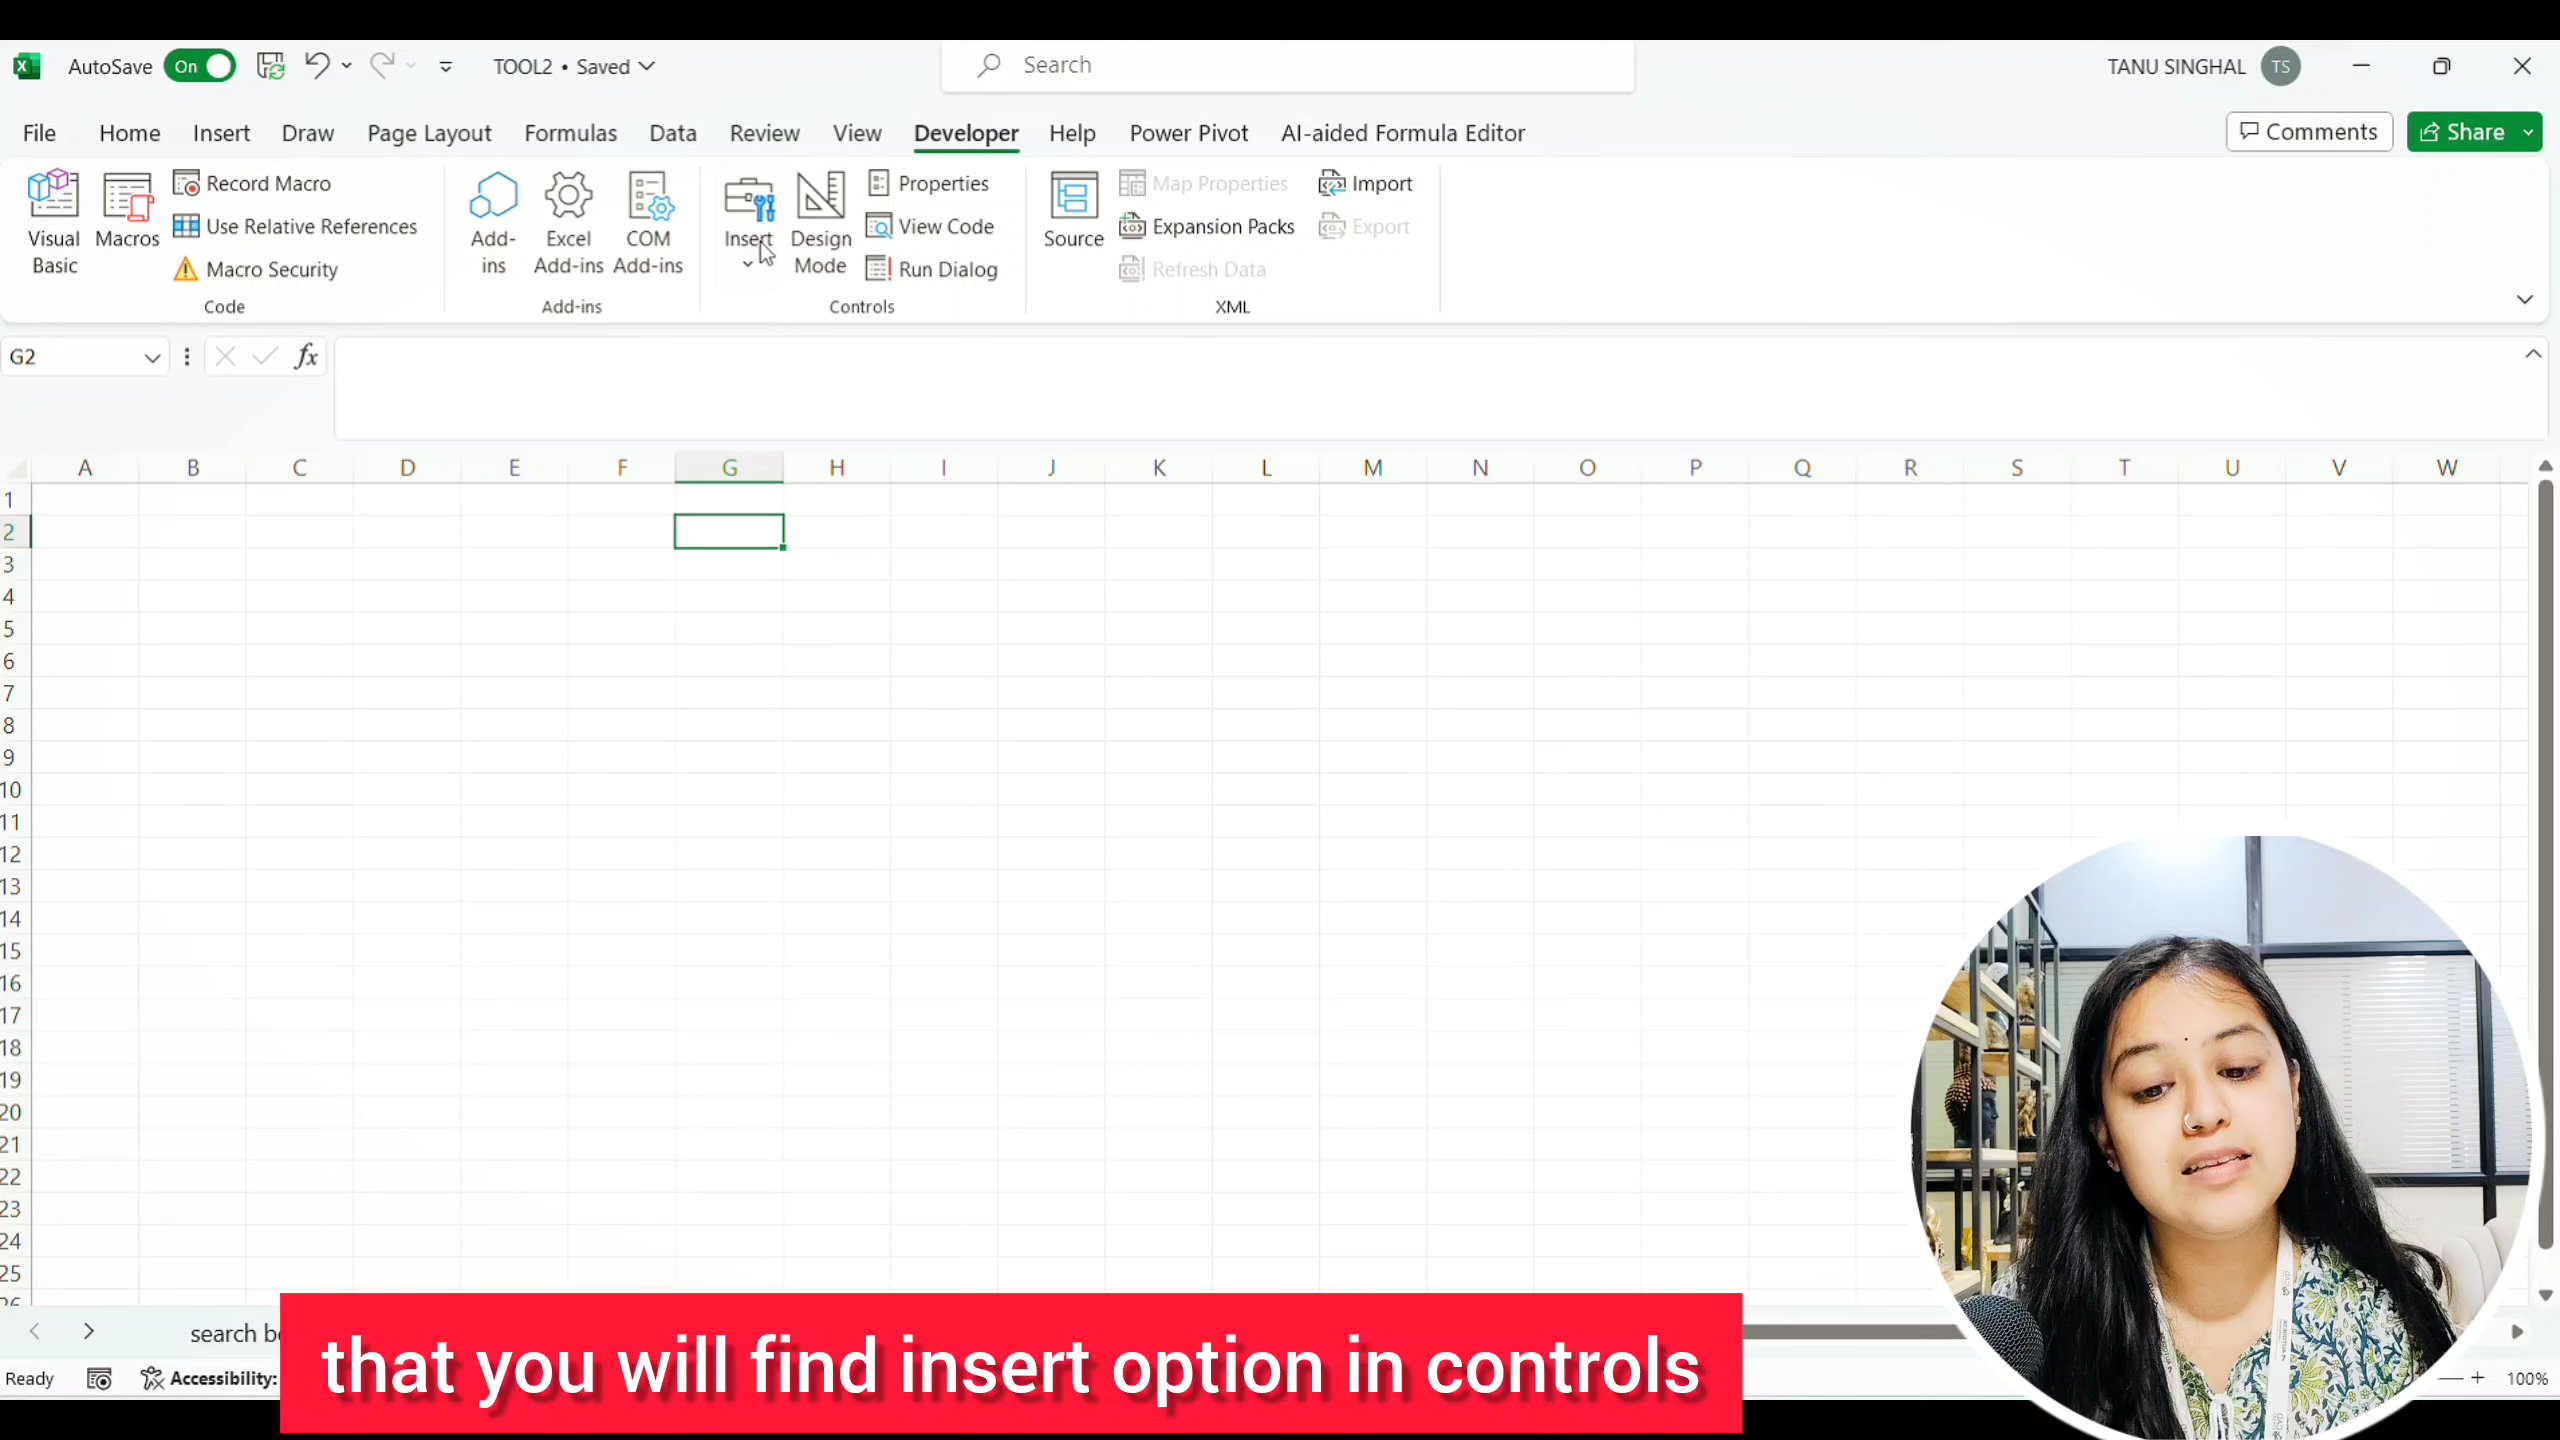 AutoSave On TOOL2 • Saved Search TANU SINGHAL TS
File Home Insert Draw Page Layout Formulas Data Review View Developer Help Power Pivot AI-aided Formula Editor Comments Share
Visual Basic
Macros
Record Macro
Use Relative References
Macro Security
Code
Add-ins
Excel Add-ins
COM Add-ins
Add-ins
Insert
Design Mode
Properties
View Code
Run Dialog
Controls
Source
Map Properties
Expansion Packs
Refresh Data
Import
Export
XML
G2 fx
A B C D E F G H I J K L M N O P Q R S T U V W
1
2
3
4
5
6
7
8
9
10
11
12
13
14
15
16
17
18
19
20
21
22
23
24
25
search
that you will find insert option in controls
Ready Accessibility: 100%